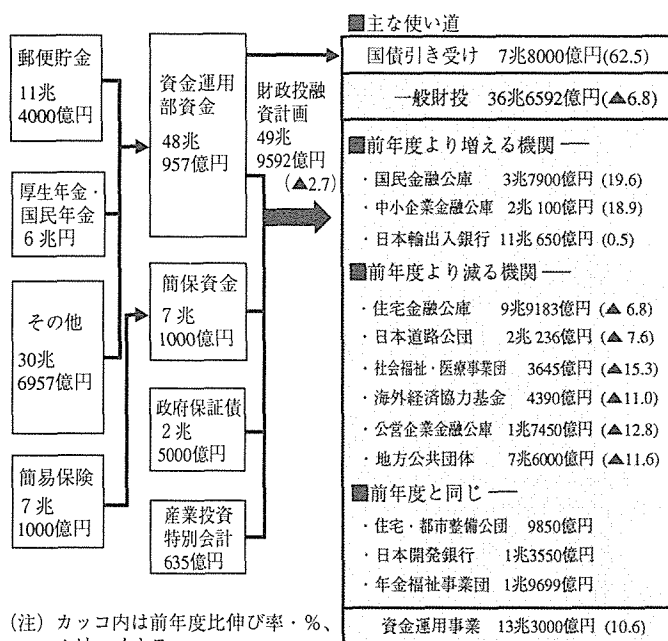 郵便貯金
11兆
4000億円
厚生年金・
国民年金
6兆円
その他
30兆
6957億円
簡易保険
7兆
1000億円
資金運用
部資金
48兆
957億円
簡保資金
7兆
1000億円
政府保証債
2兆
5000億円
産業投資
特別会計
635億円
財政投融
資計画
49兆
9592億円
(▲2.7)
■主な使い道
国債引き受け 7兆8000億円(62.5)
一般財投 36兆6592億円(▲6.8)
■前年度より増える機関──
・国民金融公庫 3兆7900億円 (19.6)
・中小企業金融公庫 2兆 100億円 (18.9)
・日本輸出入銀行 11兆 650億円 (0.5)
■前年度より減る機関──
・住宅金融公庫 9兆9183億円 (▲ 6.8)
・日本道路公団 2兆 236億円 (▲ 7.6)
・社会福祉・医療事業団 3645億円 (▲15.3)
・海外経済協力基金 4390億円 (▲11.0)
・公営企業金融公庫 1兆7450億円 (▲12.8)
・地方公共団体 7兆6000億円 (▲11.6)
■前年度と同じ──
・住宅・都市整備公団 9850億円
・日本開発銀行 1兆3550億円
・年金福祉事業団 1兆9699億円
資金運用事業 13兆3000億円 (10.6)
(注) カッコ内は前年度比伸び率・%、